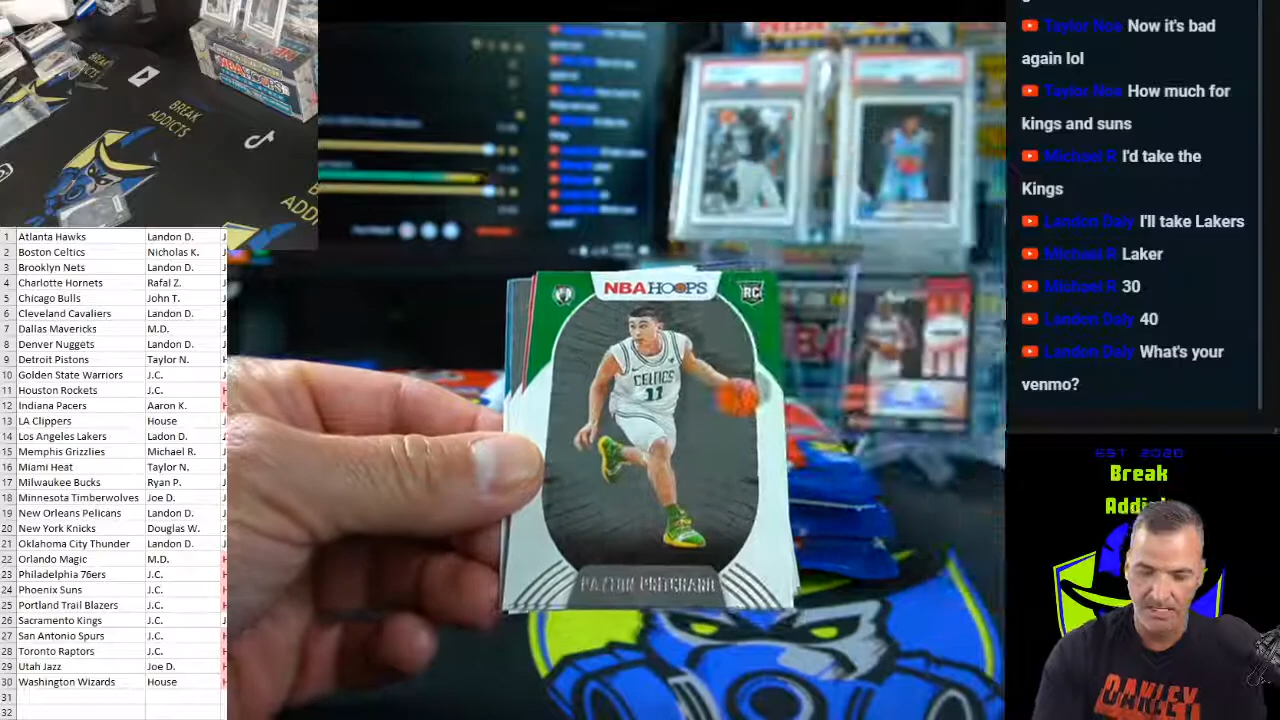 BREAK
ADDICTS
BREAK
NBA HOOPS
1 Atlanta Hawks Landon D.
2 Boston Celtics Nicholas K.
3 Brooklyn Nets Landon D.
4 Charlotte Hornets Rafal Z.
5 Chicago Bulls John T.
6 Cleveland Cavaliers Landon D.
7 Dallas Mavericks M.D.
8 Denver Nuggets Landon D.
9 Detroit Pistons Taylor N.
10 Golden State Warriors J.C.
11 Houston Rockets J.C.
12 Indiana Pacers Aaron K.
13 LA Clippers House
14 Los Angeles Lakers Ladon D.
15 Memphis Grizzlies Michael R.
16 Miami Heat Taylor N.
17 Milwaukee Bucks Ryan P.
18 Minnesota Timberwolves Joe D.
19 New Orleans Pelicans Landon D.
20 New York Knicks Douglas W.
21 Oklahoma City Thunder Landon D.
22 Orlando Magic M.D.
23 Philadelphia 76ers J.C.
24 Phoenix Suns J.C.
25 Portland Trail Blazers J.C.
26 Sacramento Kings J.C.
27 San Antonio Spurs J.C.
28 Toronto Raptors J.C.
29 Utah Jazz Joe D.
30 Washington Wizards House
31
32
NBA HOOPS
RC
CELTICS
11
PAYTON PRITCHARD
Taylor Noe Now it's bad
again lol
Taylor Noe How much for
kings and suns
Michael R I'd take the
Kings
Landon Daly I'll take Lakers
Michael R Laker
Michael R 30
Landon Daly 40
Landon Daly What's your
venmo?
EST 2020
Break
OAKLEY